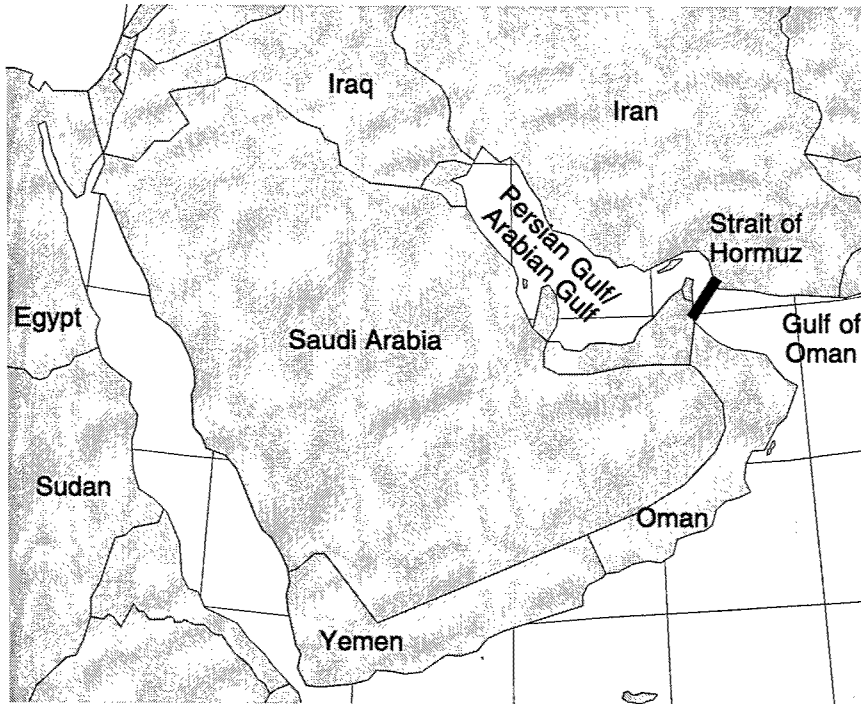 Iraq
Iran
Persian Gulf/
Arabian Gulf
Strait of
Hormuz
Egypt
Saudi Arabia
Gulf of
Oman
Sudan
Oman
Yemen